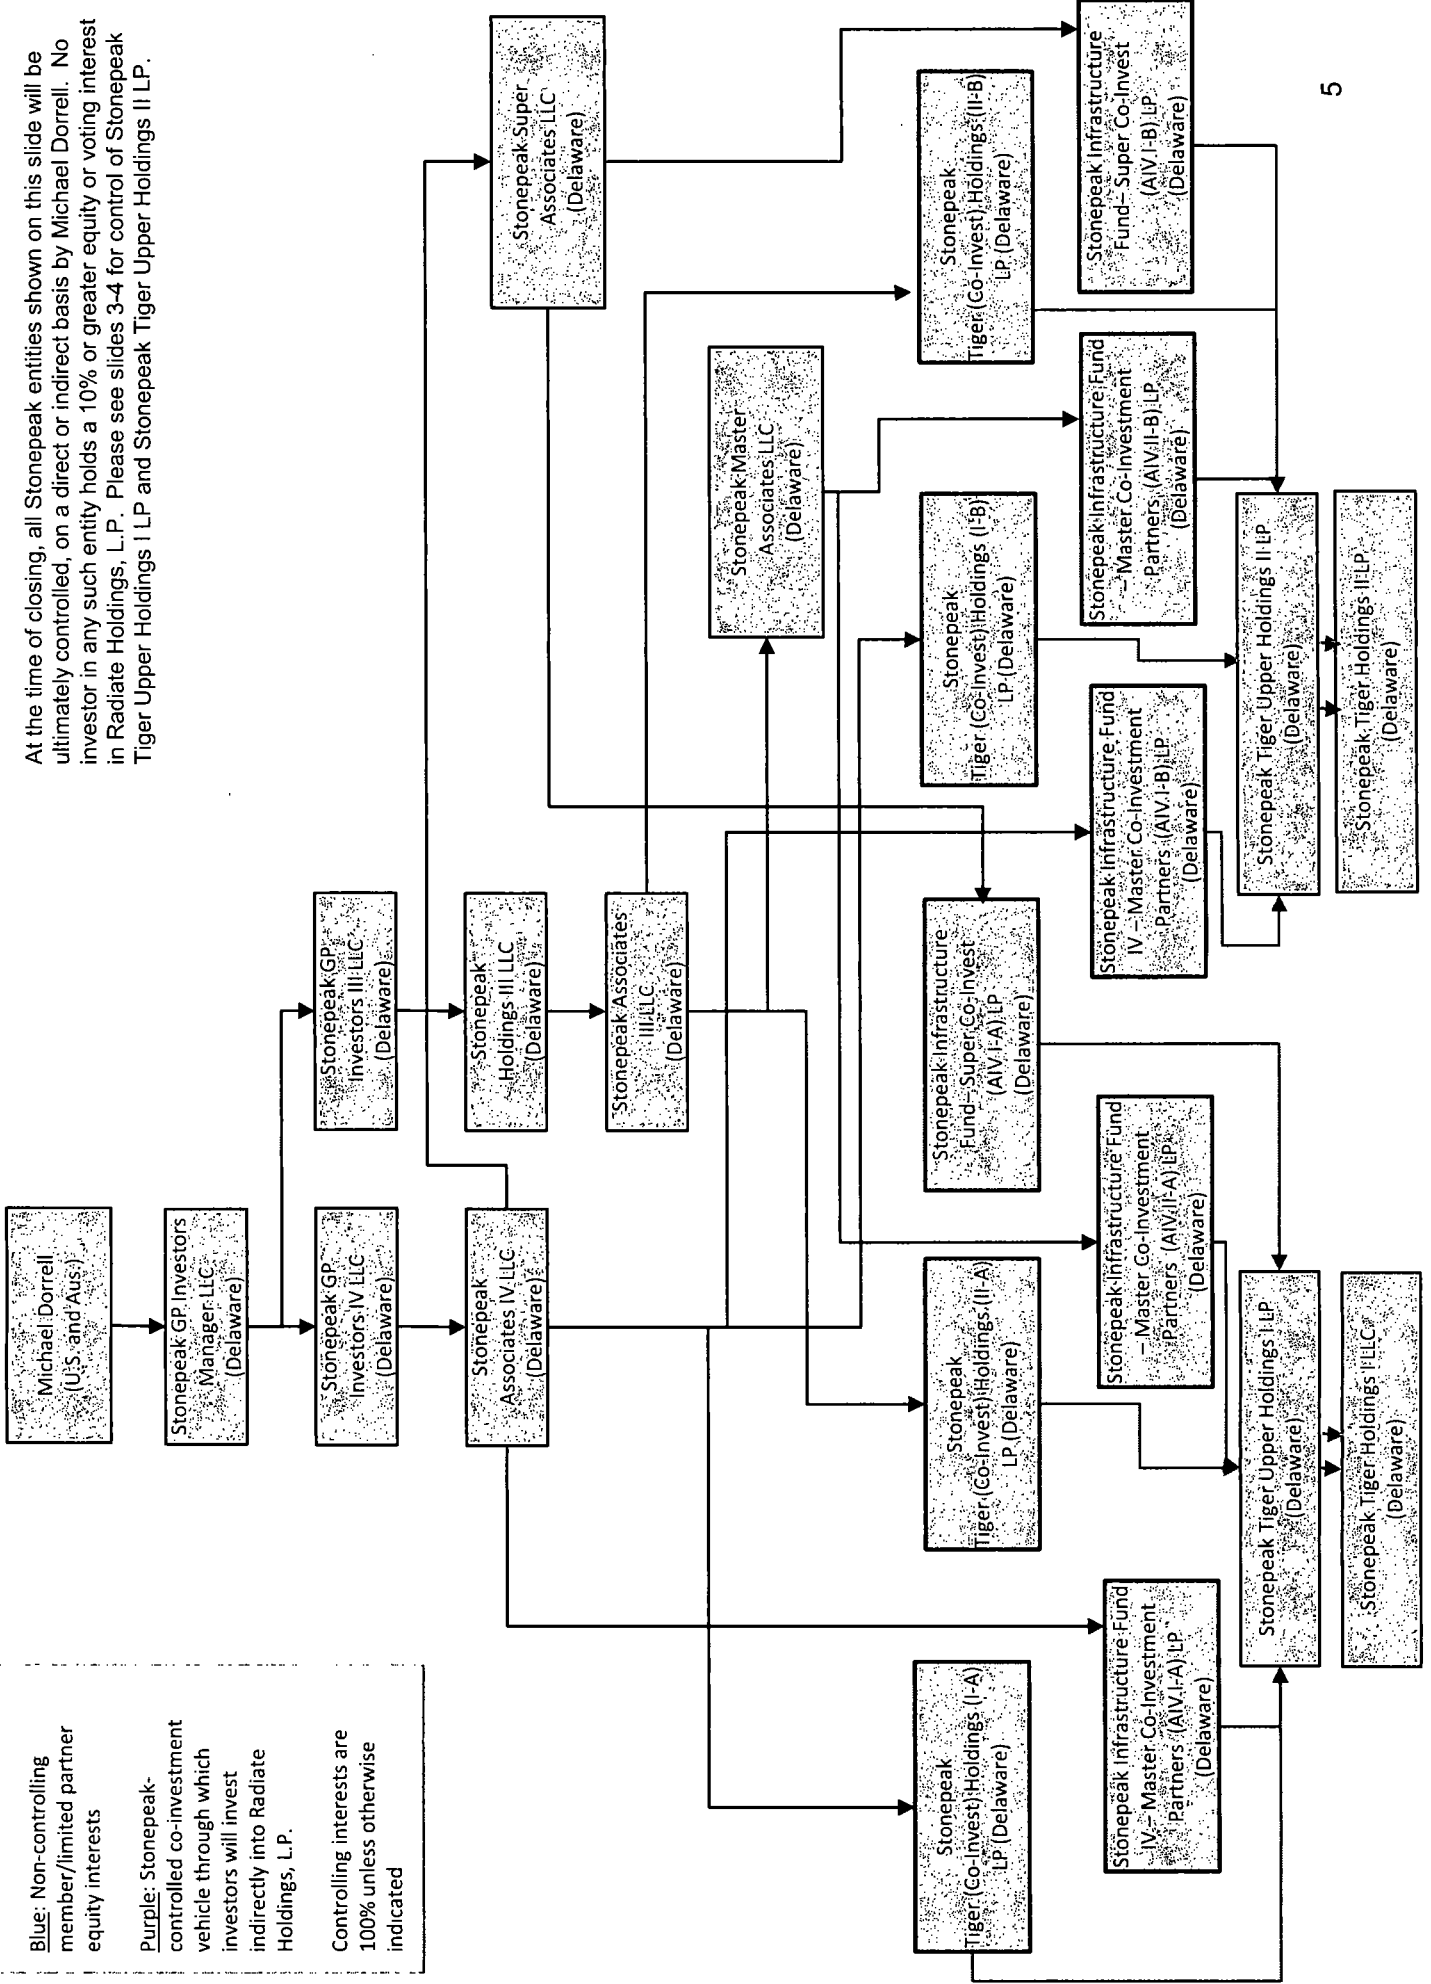 At the time of closing, all Stonepeak entities shown on this slide will be
ultimately controlled, on a direct or indirect basis by Michael Dorrell. No
investor in any such entity holds a 10% or greater equity or voting interest
in Radiate Holdings, L.P. Please see slides 3-4 for control of Stonepeak
Tiger Upper Holdings I LP and Stonepeak Tiger Upper Holdings II LP.
Blue: Non-controlling
member/limited partner
equity interests
Purple: Stonepeak-
controlled co-investment
vehicle through which
investors will invest
indirectly into Radiate
Holdings, L.P.
Controlling interests are
100% unless otherwise
indicated
Michael Dorrell
(U.S. and Aus.)
Stonepeak GP Investors
Manager LLC
(Delaware)
Stonepeak GP
Investors IV LLC
(Delaware)
Stonepeak GP
Investors III LLC
(Delaware)
Stonepeak
Associates IV LLC
(Delaware)
Stonepeak
Holdings III LLC
(Delaware)
Stonepeak Super
Associates LLC
(Delaware)
Stonepeak Associates
III LLC
(Delaware)
Stonepeak Master
Associates LLC
(Delaware)
Stonepeak
Tiger (Co-Invest) Holdings (I-A)
LP (Delaware)
Stonepeak
Tiger (Co-Invest) Holdings (II-A)
LP (Delaware)
Stonepeak Infrastructure
Fund– Super Co-Invest
(AIV I-A) LP
(Delaware)
Stonepeak
Tiger (Co-Invest) Holdings (I-B)
LP (Delaware)
Stonepeak
Tiger (Co-Invest) Holdings (II-B)
LP (Delaware)
Stonepeak Infrastructure Fund
IV – Master Co-Investment
Partners (AIV I-A) LP
(Delaware)
Stonepeak Infrastructure Fund
– Master Co-Investment
Partners (AIV II-A) LP
(Delaware)
Stonepeak Infrastructure Fund
IV – Master Co-Investment
Partners (AIV I-B) LP
(Delaware)
Stonepeak Infrastructure Fund
– Master Co-Investment
Partners (AIV II-B) LP
(Delaware)
Stonepeak Infrastructure
Fund– Super Co-Invest
(AIV I-B) LP
(Delaware)
Stonepeak Tiger Upper Holdings I LP
(Delaware)
Stonepeak Tiger Upper Holdings II LP
(Delaware)
Stonepeak Tiger Holdings I LLC
(Delaware)
Stonepeak Tiger Holdings II LP
(Delaware)
5